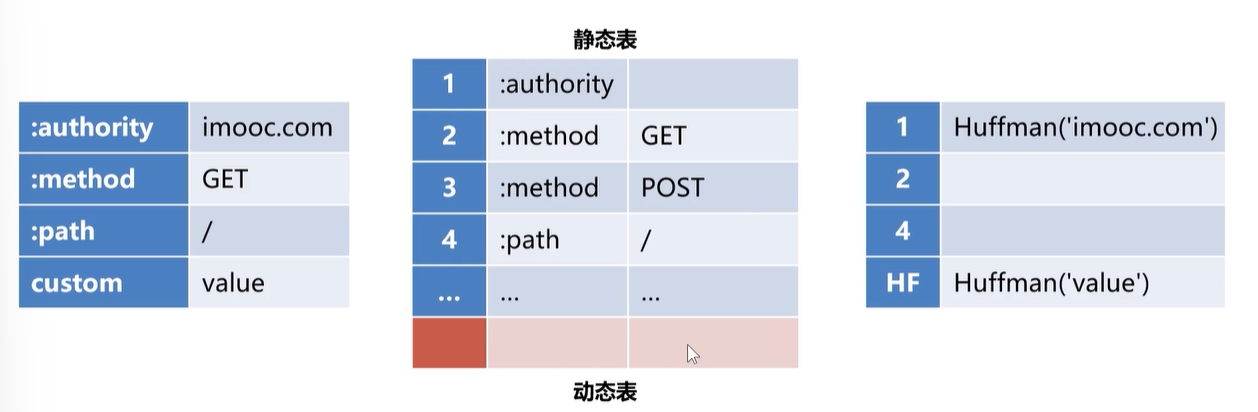 :authority imooc.com
:method GET
:path /
custom value
静态表
1 :authority
2 :method GET
3 :method POST
4 :path /
... ... ...
动态表
1 Huffman('imooc.com')
2
4
HF Huffman('value')